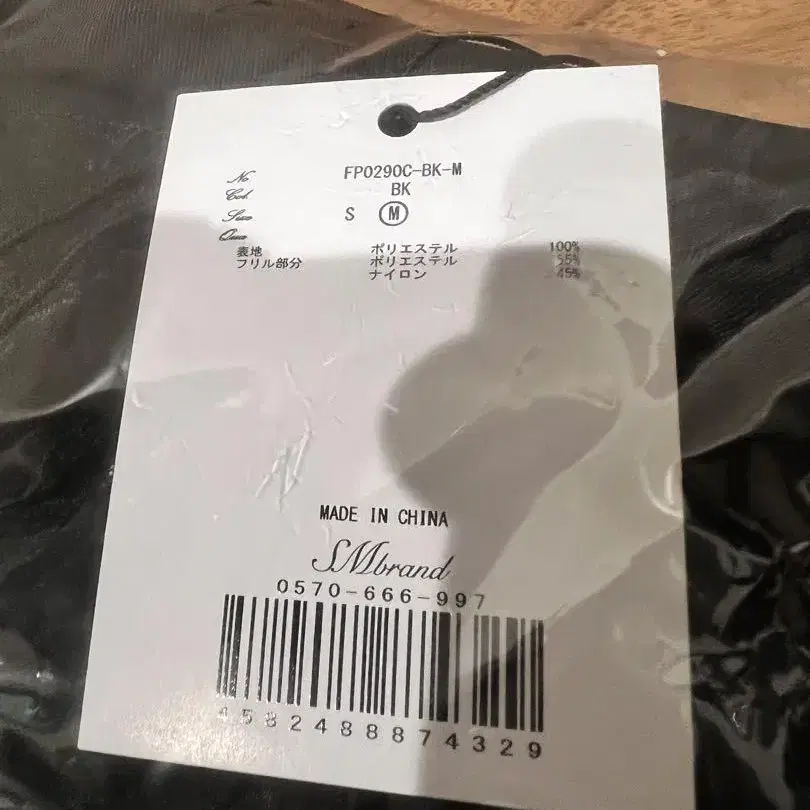 No FP0290C-BK-M
Col. BK
Size S M
Qua
表地 ポリエステル 100%
フリル部分 ポリエステル 55%
ナイロン 45%
MADE IN CHINA
SMbrand
0570-666-997
4582488874329